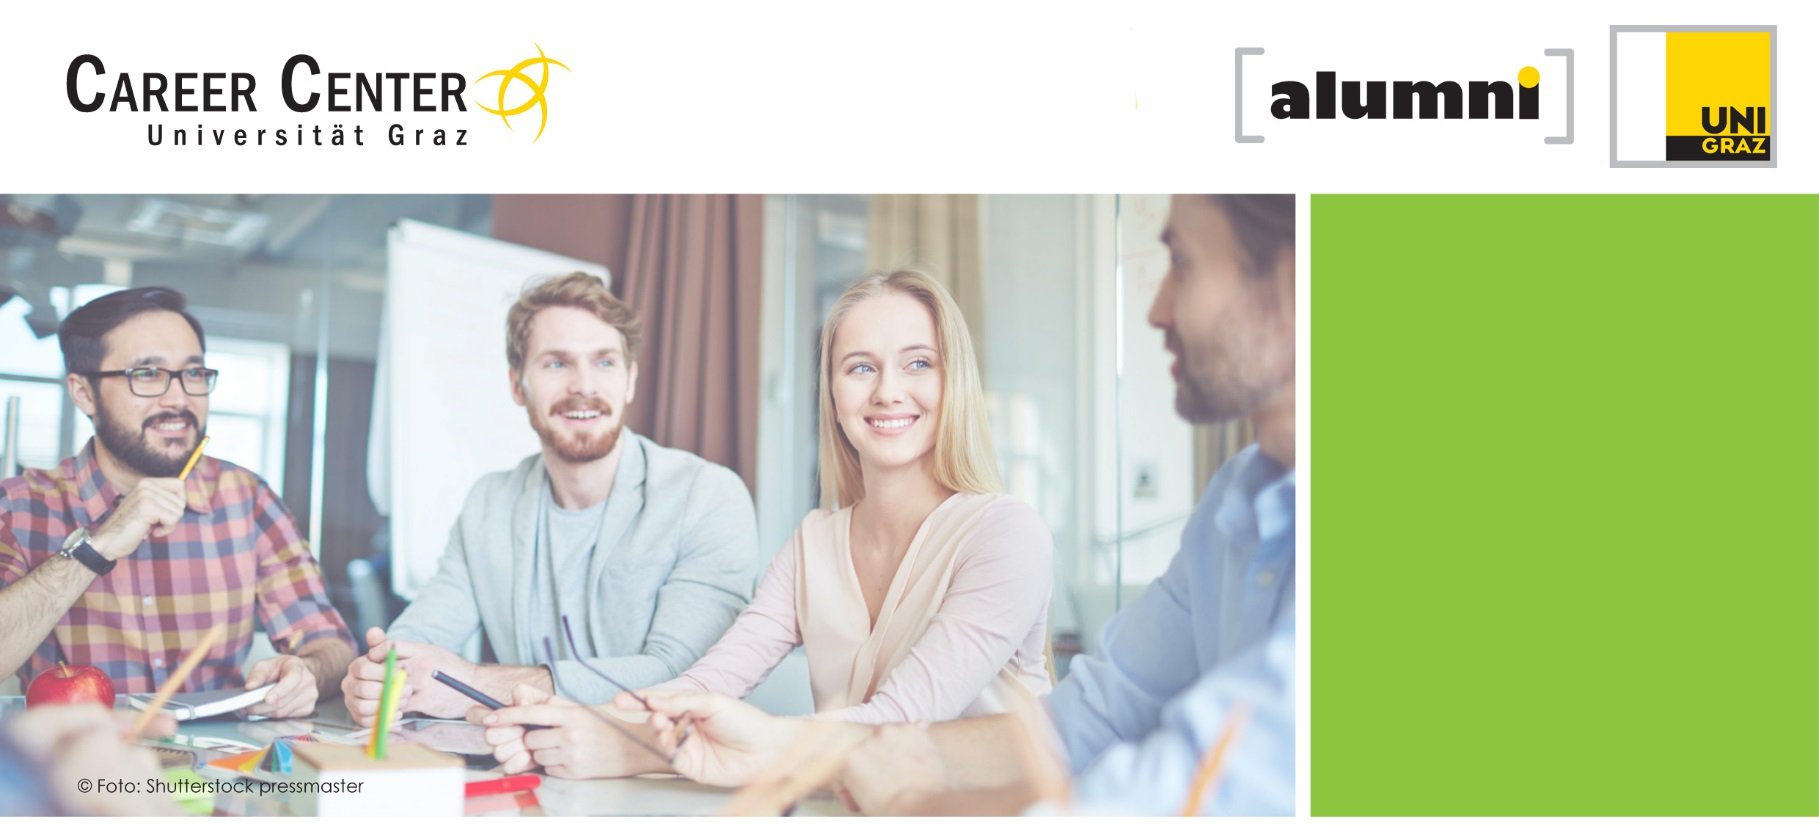 CAREER CENTER
Universität Graz
[alumni]
UNI
GRAZ
© Foto: Shutterstock pressmaster